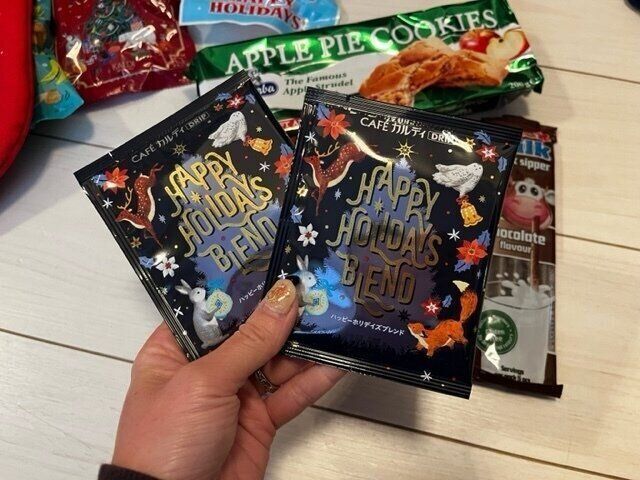 HAPPY
HOLIDAYS
APPLE PIE COOKIES
The Famous
Apple Strudel
CAFÉ カルディ DRIP
HAPPY
HOLIDAYS
BLEND
ハッピーホリデイズブレンド
CAFÉ カルディ DRIP
HAPPY
HOLIDAYS
BLEND
ハッピーホリデイズブレンド
sipper
chocolate
flavour